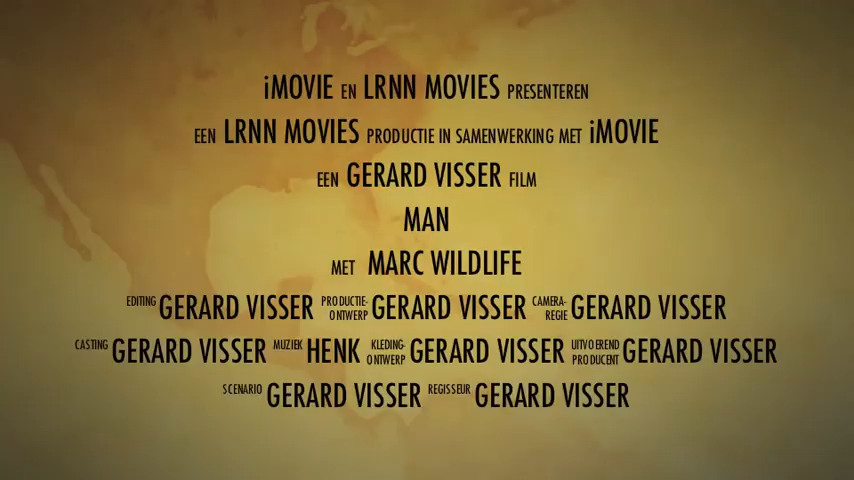 iMOVIE EN LRNN MOVIES PRESENTEREN
EEN LRNN MOVIES PRODUCTIE IN SAMENWERKING MET iMOVIE
EEN GERARD VISSER FILM
MAN
MET MARC WILDLIFE
EDITING GERARD VISSER PRODUCTIE-ONTWERP GERARD VISSER CAMERA-REGIE GERARD VISSER
CASTING GERARD VISSER MUZIEK HENK KLEDING-ONTWERP GERARD VISSER UITVOEREND PRODUCENT GERARD VISSER
SCENARIO GERARD VISSER REGISSEUR GERARD VISSER